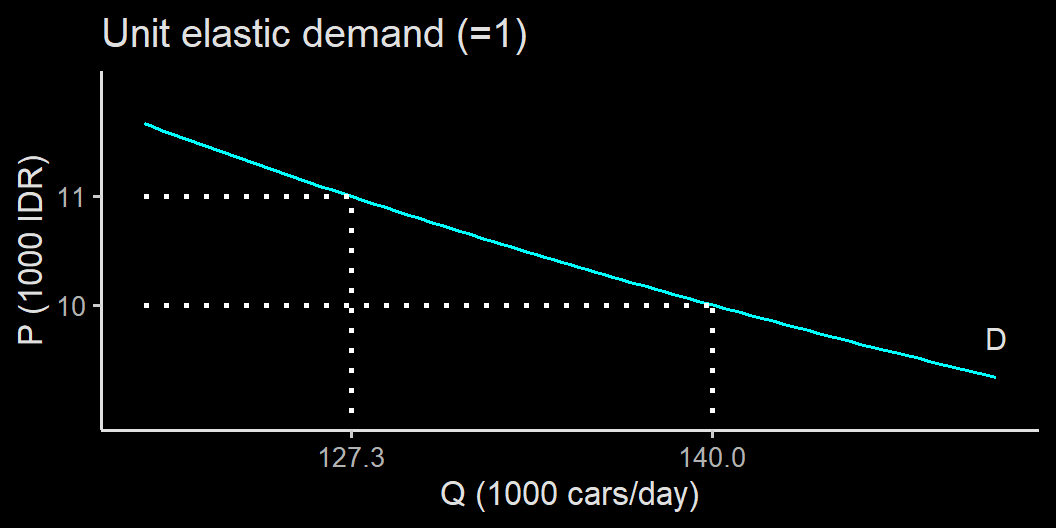 Unit elastic demand (=1)
P (1000 IDR)
11
10
D
127.3
140.0
Q (1000 cars/day)